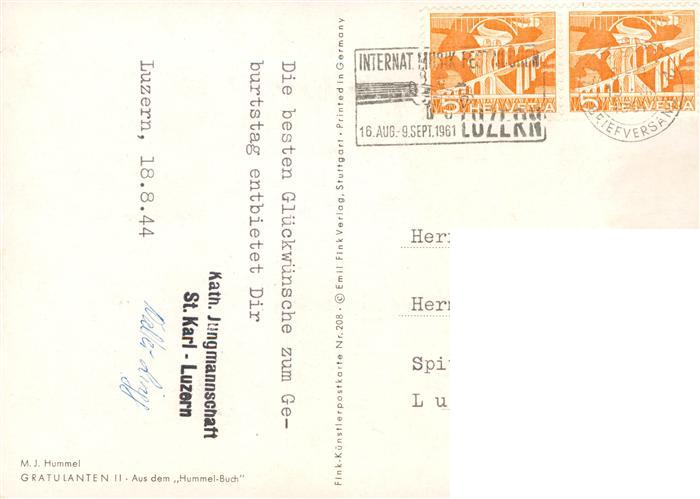 Die besten Glückwünsche zum Ge-
burtstag entbietet Dir
Kath. Jungmannschaft
St. Karl - Luzern
Luzern, 18.8.44
M. J. Hummel
GRATULANTEN II · Aus dem „Hummel-Buch"
Fink-Künstlerpostkarte Nr. 208 · © Emil Fink Verlag, Stuttgart · Printed in Germany
INTERNAT. MUSIK
16. AUG.-9. SEPT. 1961
LUZERN
5 HELVETIA
5 HELVETIA
BRIEFVERSAND
Herr
Herr
Spi
Lu